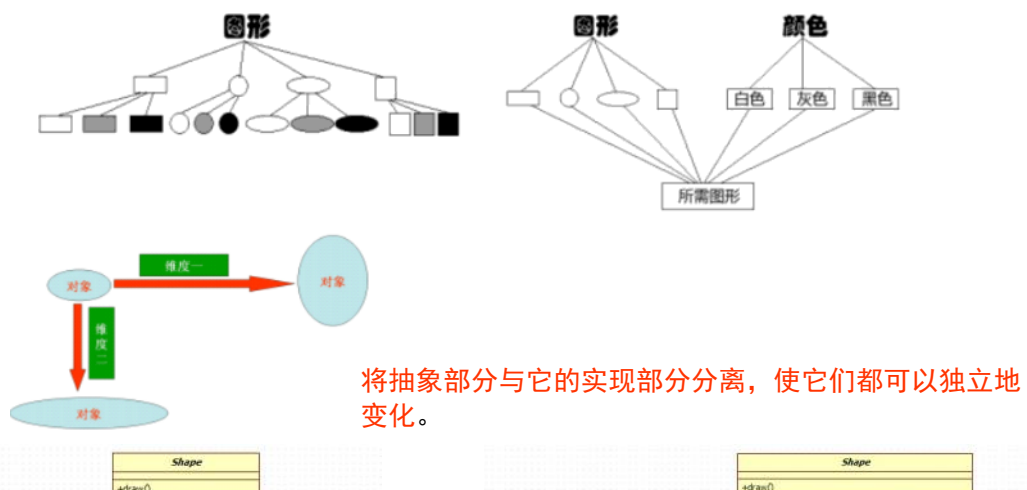 图形
图形
颜色
白色
灰色
黑色
所需图形
维度一
对象
对象
维度二
对象
将抽象部分与它的实现部分分离，使它们都可以独立地
变化。
Shape
Shape
+draw()
+draw()